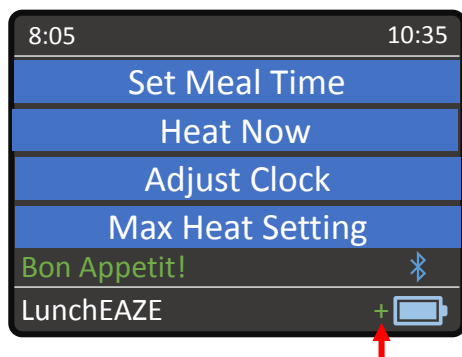 8:05 10:35
Set Meal Time
Heat Now
Adjust Clock
Max Heat Setting
Bon Appetit!
LunchEAZE +